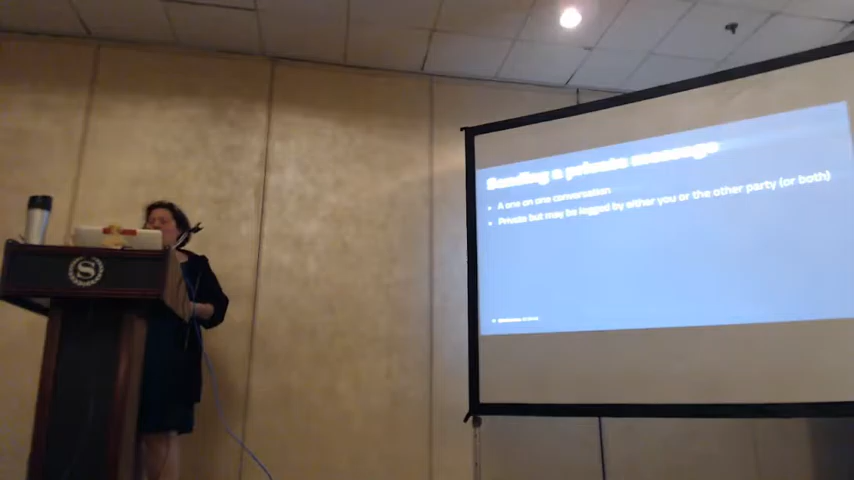 S
Sending a private message
A one on one conversation
Private but may be logged by either you or the other party (or both)